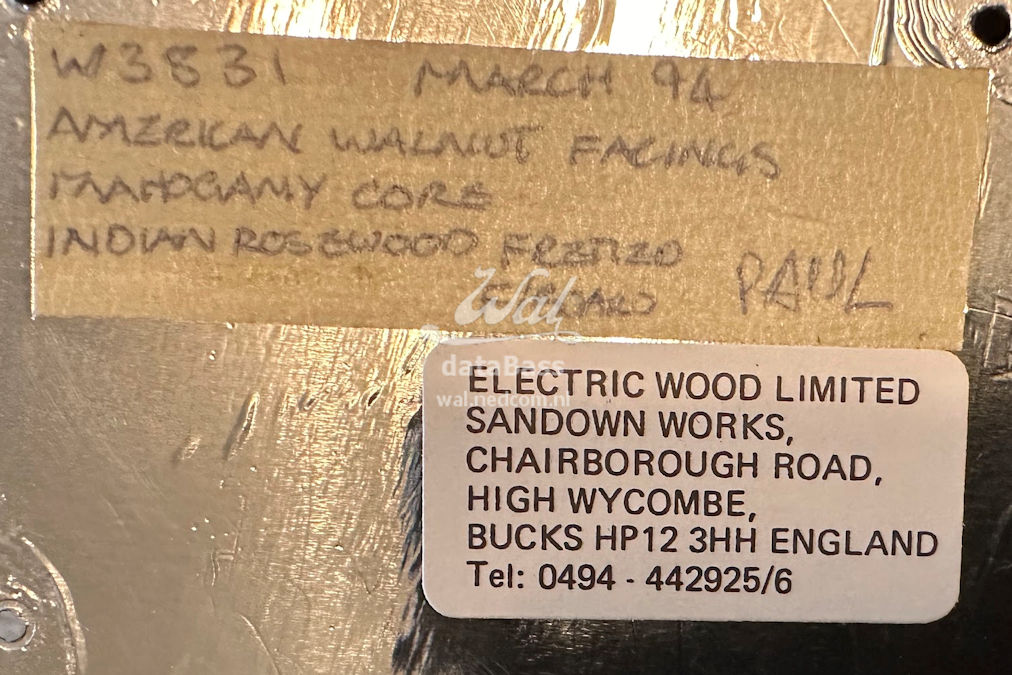 W3831 MARCH 94
AMERICAN WALNUT FACINGS
MAHOGANY CORE
INDIAN ROSEWOOD FRETTED
PAUL
Wal
dataBass
wal.nedcom.nl
ELECTRIC WOOD LIMITED
SANDOWN WORKS,
CHAIRBOROUGH ROAD,
HIGH WYCOMBE,
BUCKS HP12 3HH ENGLAND
Tel: 0494 - 442925/6